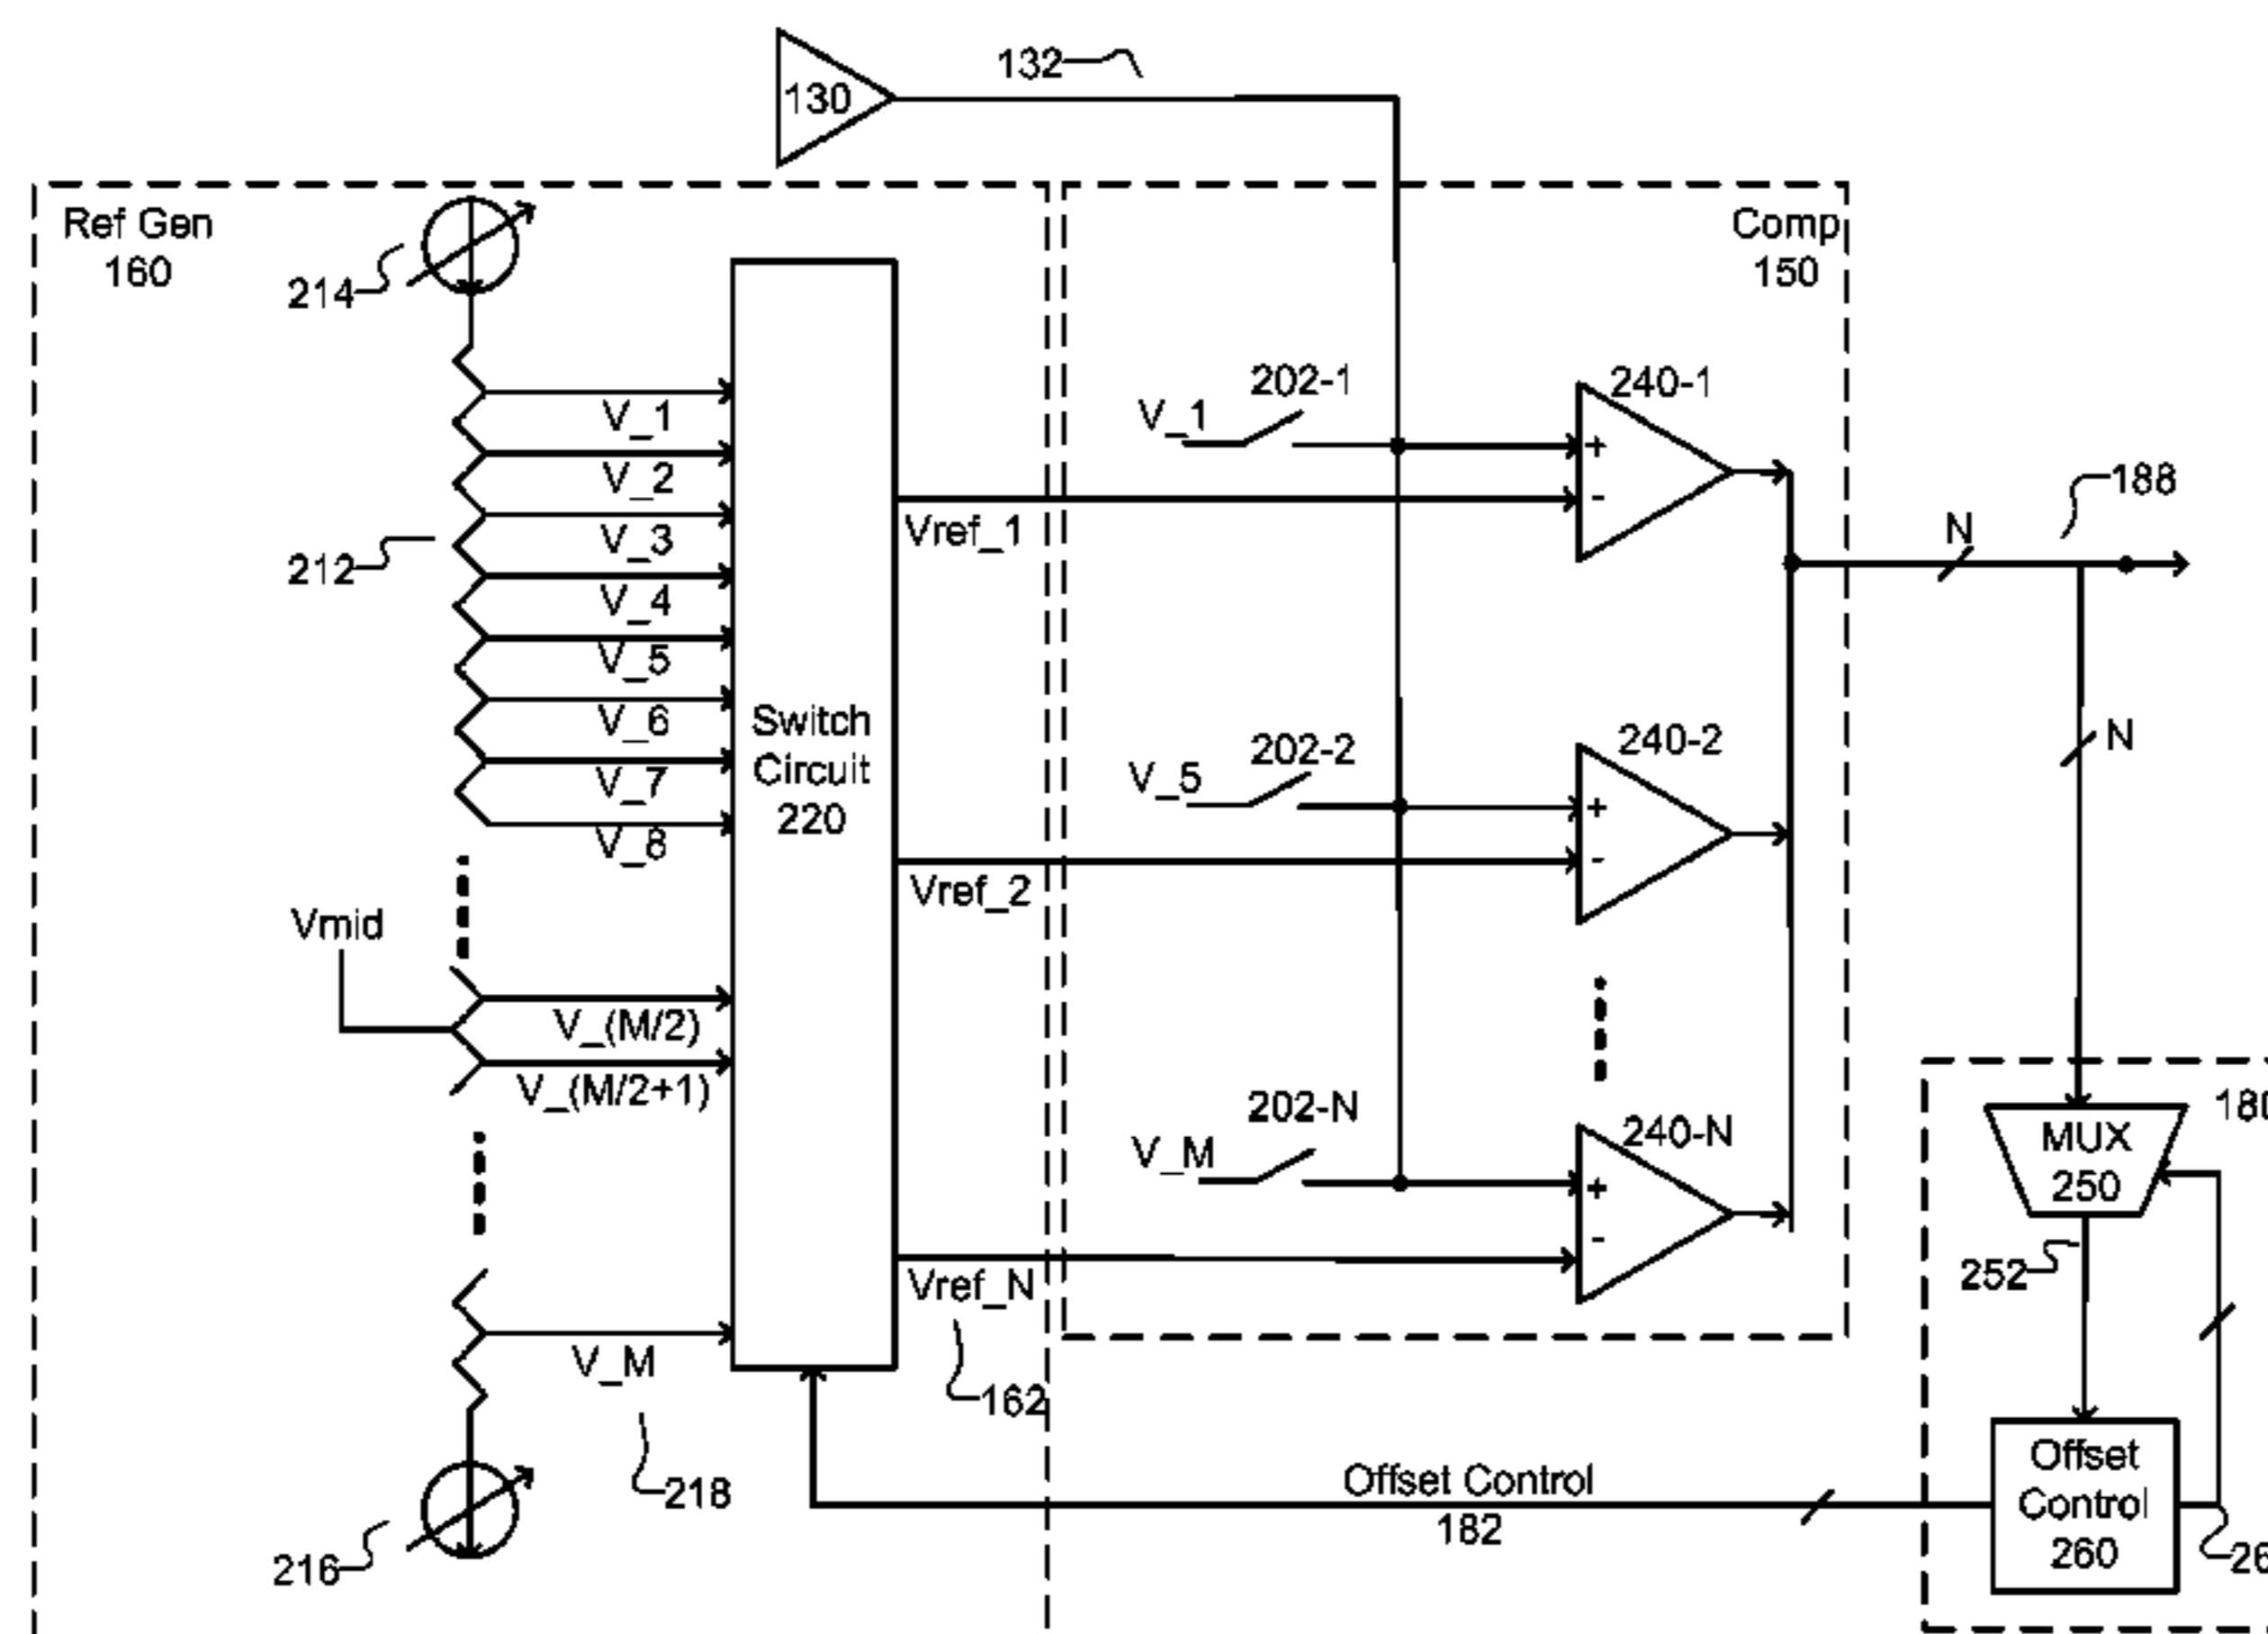 132
130
Ref Gen
160
Comp
150
214
202-1
240-1
V_1
V_1
V_2
188
N
Vref_1
V_3
212
V_4
V_5
V_6
Switch
Circuit
220
202-2
240-2
V_5
N
V_7
V_8
Vref_2
Vmid
V_(M/2)
V_(M/2+1)
202-N
240-N
V_M
MUX
250
252
Vref_N
V_M
162
218
Offset Control
182
Offset
Control
260
216
+
-
+
-
+
-